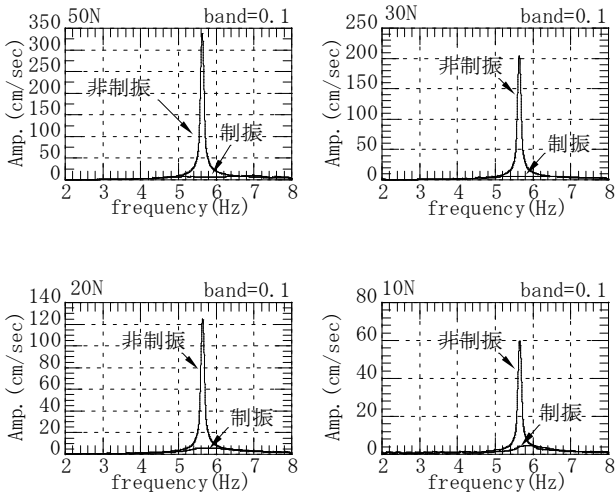 50N band=0.1
Amp.(cm/sec)
350
300
250
200
150
100
50
0
非制振
制振
2 3 4 5 6 7 8
frequency(Hz)
30N band=0.1
Amp.(cm/sec)
250
200
150
100
50
0
非制振
制振
2 3 4 5 6 7 8
frequency(Hz)
20N band=0.1
Amp.(cm/sec)
140
120
100
80
60
40
20
0
非制振
制振
2 3 4 5 6 7 8
frequency(Hz)
10N band=0.1
Amp.(cm/sec)
80
60
40
20
0
非制振
制振
2 3 4 5 6 7 8
frequency(Hz)